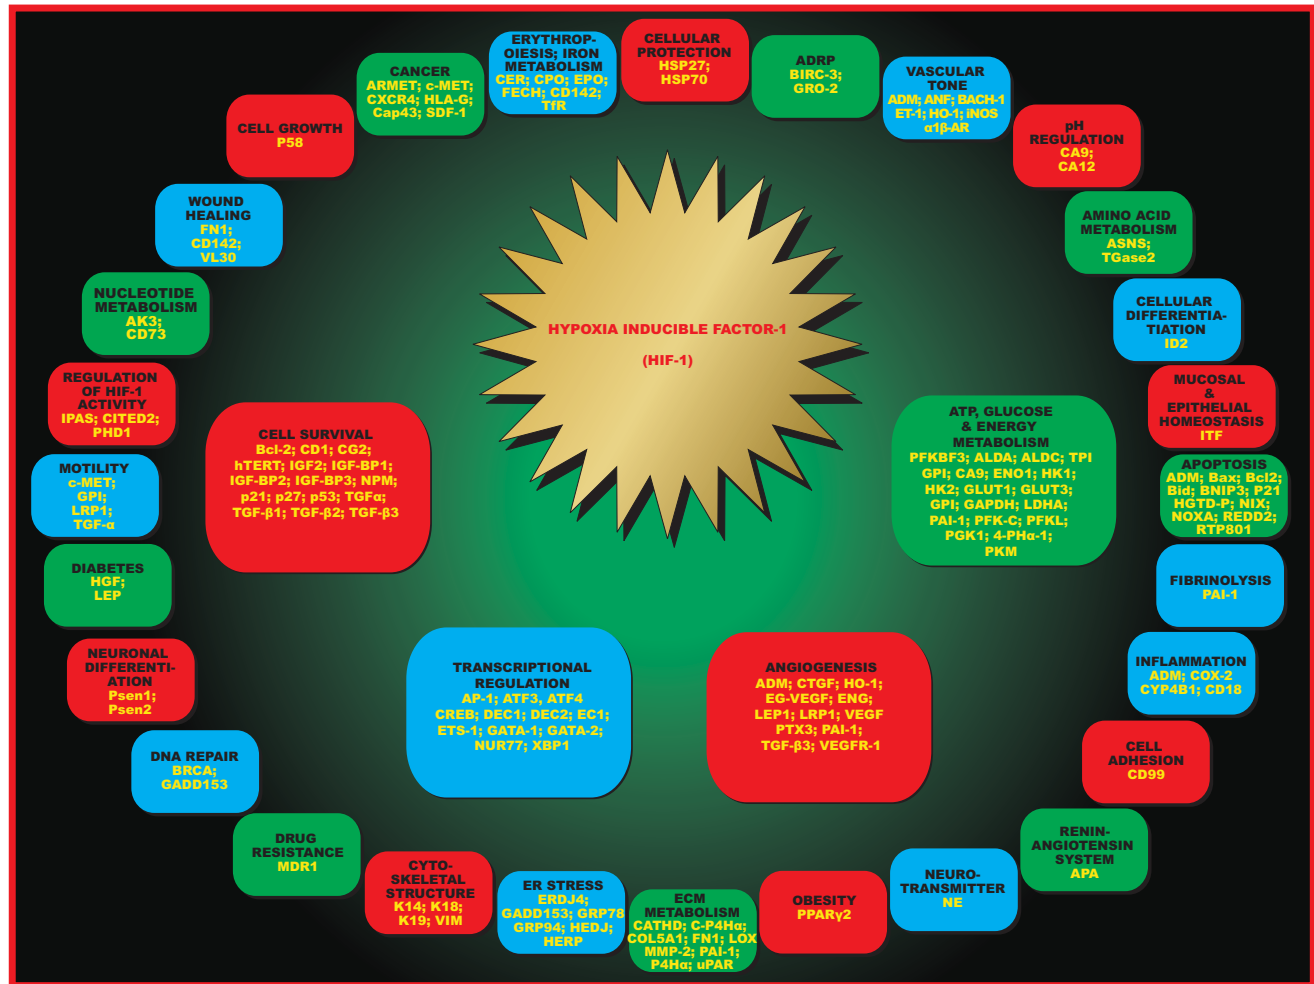 ERYTHROP-
OIESIS; IRON
METABOLISM
CER; CPO; EPO;
FECH; CD142;
TfR
CELLULAR
PROTECTION
HSP27;
HSP70
ADRP
BIRC-3;
GRO-2
VASCULAR
TONE
ADM; ANF; BACH-1
ET-1; HO-1; iNOS
α1β-AR
pH
REGULATION
CA9;
CA12
AMINO ACID
METABOLISM
ASNS;
TGase2
CELLULAR
DIFFERENTIA-
TIATION
ID2
MUCOSAL
&
EPITHELIAL
HOMEOSTASIS
ITF
APOPTOSIS
ADM; Bax; Bcl2;
Bid; BNIP3; P21
HGTD-P; NIX;
NOXA; REDD2;
RTP801
FIBRINOLYSIS
PAI-1
INFLAMMATION
ADM; COX-2
CYP4B1; CD18
CELL
ADHESION
CD99
RENIN-
ANGIOTENSIN
SYSTEM
APA
NEURO-
TRANSMITTER
NE
OBESITY
PPARγ2
ECM
METABOLISM
CATHD; C-P4Hα;
COL5A1; FN1; LOX
MMP-2; PAI-1;
P4Hα; uPAR
ER STRESS
ERDJ4;
GADD153; GRP78
GRP94; HEDJ;
HERP
CYTO-
SKELETAL
STRUCTURE
K14; K18;
K19; VIM
DRUG
RESISTANCE
MDR1
DNA REPAIR
BRCA;
GADD153
NEURONAL
DIFFERENTI-
ATION
Psen1;
Psen2
DIABETES
HGF;
LEP
MOTILITY
c-MET;
GPI;
LRP1;
TGF-α
REGULATION
OF HIF-1
ACTIVITY
IPAS; CITED2;
PHD1
NUCLEOTIDE
METABOLISM
AK3;
CD73
WOUND
HEALING
FN1;
CD142;
VL30
CELL GROWTH
P58
CANCER
ARMET; c-MET;
CXCR4; HLA-G;
Cap43; SDF-1
HYPOXIA INDUCIBLE FACTOR-1
(HIF-1)
CELL SURVIVAL
Bcl-2; CD1; CG2;
hTERT; IGF2; IGF-BP1;
IGF-BP2; IGF-BP3; NPM;
p21; p27; p53; TGFα;
TGF-β1; TGF-β2; TGF-β3
ATP, GLUCOSE
& ENERGY
METABOLISM
PFKBF3; ALDA; ALDC; TPI
GPI; CA9; ENO1; HK1;
HK2; GLUT1; GLUT3;
GPI; GAPDH; LDHA;
PAI-1; PFK-C; PFKL;
PGK1; 4-PHα-1;
PKM
TRANSCRIPTIONAL
REGULATION
AP-1; ATF3, ATF4
CREB; DEC1; DEC2; EC1;
ETS-1; GATA-1; GATA-2;
NUR77; XBP1
ANGIOGENESIS
ADM; CTGF; HO-1;
EG-VEGF; ENG;
LEP1; LRP1; VEGF
PTX3; PAI-1;
TGF-β3; VEGFR-1